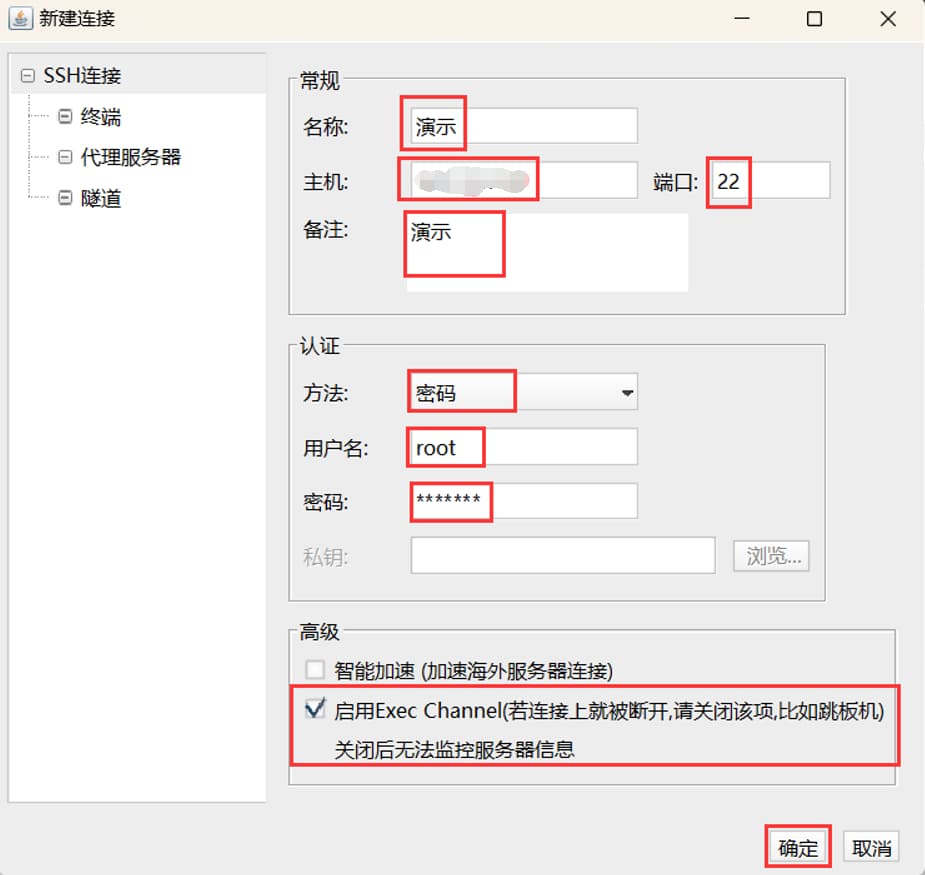 新建连接
SSH连接
终端
代理服务器
隧道
常规
名称: 演示
主机: 端口: 22
备注: 演示
认证
方法: 密码
用户名: root
密码: *******
私钥: 浏览...
高级
智能加速 (加速海外服务器连接)
启用Exec Channel(若连接上就被断开,请关闭该项,比如跳板机)
关闭后无法监控服务器信息
确定 取消